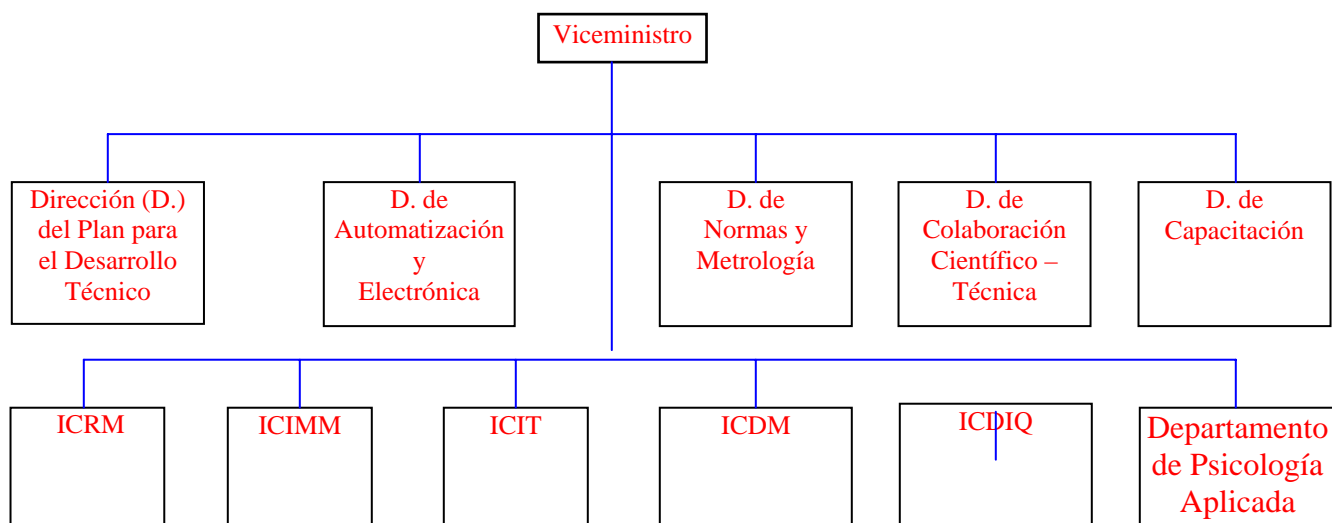 Viceministro
Dirección (D.)
del Plan para
el Desarrollo
Técnico
D. de
Automatización
y
Electrónica
D. de
Normas y
Metrología
D. de
Colaboración
Científico –
Técnica
D. de
Capacitación
ICRM
ICIMM
ICIT
ICDM
ICDIQ
Departamento
de Psicología
Aplicada